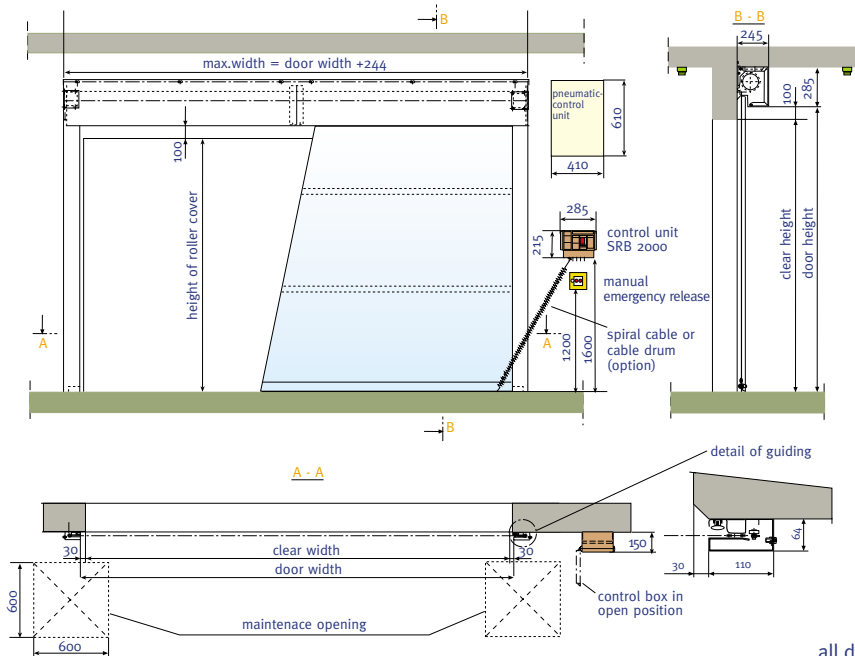 B
B - B
245
max.width = door width +244
pneumatic-
control
unit
610
410
100
285
100
height of roller cover
clear height
door height
285
215
control unit
SRB 2000
manual
emergency release
spiral cable or
cable drum
(option)
1200
1600
A
A
B
A - A
detail of guiding
30
clear width
30
door width
150
64
30
110
control box in
open position
600
600
maintenace opening
all d